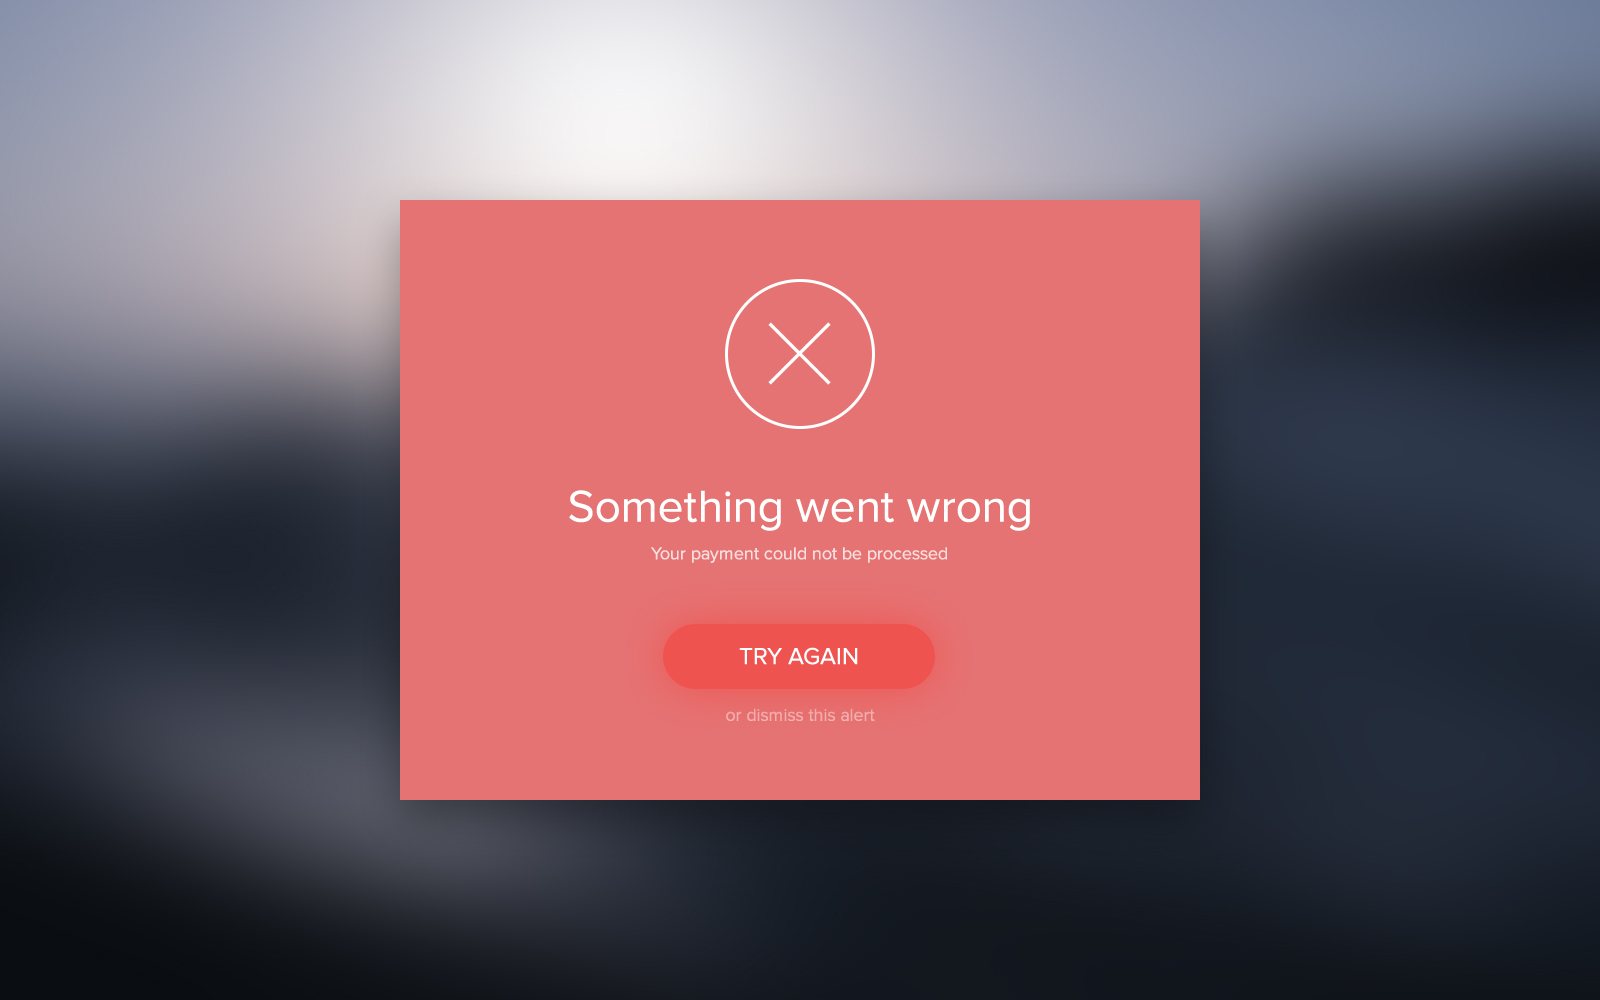 Something went wrong
Your payment could not be processed
TRY AGAIN
or dismiss this alert